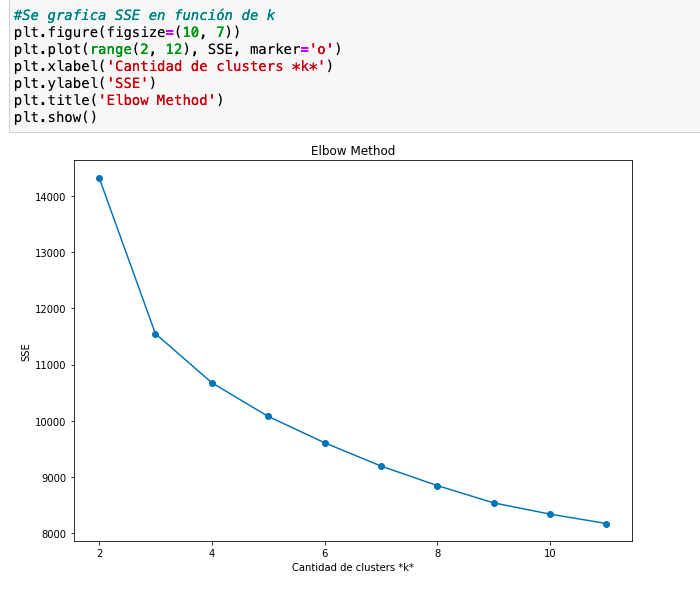 #Se grafica SSE en función de k
plt.figure(figsize=(10, 7))
plt.plot(range(2, 12), SSE, marker='o')
plt.xlabel('Cantidad de clusters *k*')
plt.ylabel('SSE')
plt.title('Elbow Method')
plt.show()
Elbow Method
14000
13000
12000
11000
10000
9000
8000
SSE
2 4 6 8 10
Cantidad de clusters *k*